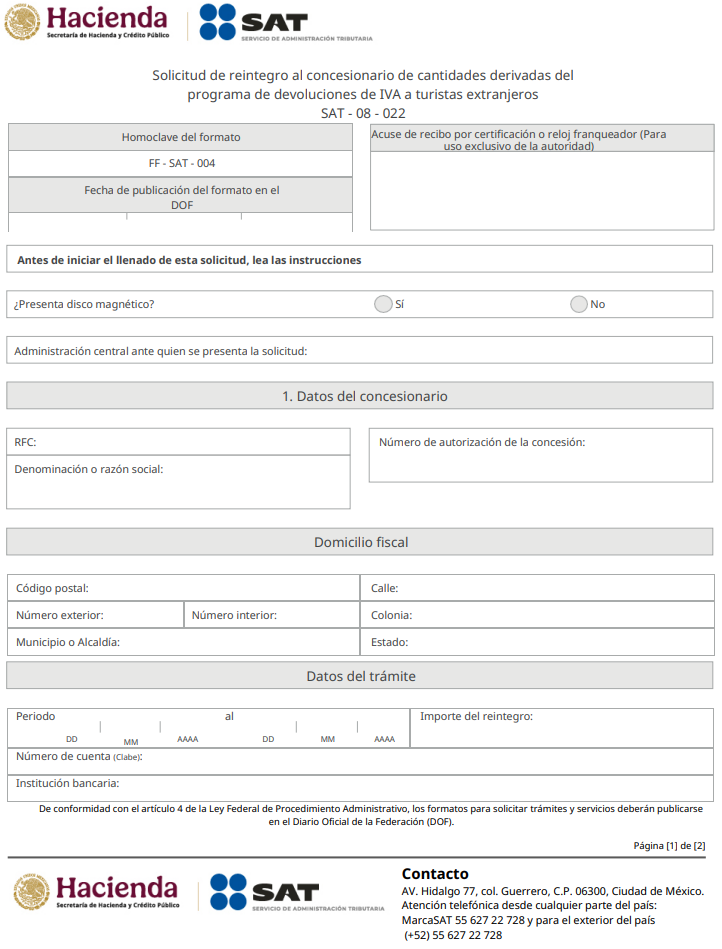 Hacienda
Secretaría de Hacienda y Crédito Público
SAT
SERVICIO DE ADMINISTRACIÓN TRIBUTARIA
Solicitud de reintegro al concesionario de cantidades derivadas del
programa de devoluciones de IVA a turistas extranjeros
SAT - 08 - 022
Homoclave del formato
FF - SAT - 004
Fecha de publicación del formato en el
DOF
Acuse de recibo por certificación o reloj franqueador (Para
uso exclusivo de la autoridad)
Antes de iniciar el llenado de esta solicitud, lea las instrucciones
¿Presenta disco magnético? Sí No
Administración central ante quien se presenta la solicitud:
1. Datos del concesionario
RFC:
Denominación o razón social:
Número de autorización de la concesión:
Domicilio fiscal
Código postal: Calle:
Número exterior: Número interior: Colonia:
Municipio o Alcaldía: Estado:
Datos del trámite
Periodo al Importe del reintegro:
DD MM AAAA DD MM AAAA
Número de cuenta (Clabe):
Institución bancaria:
De conformidad con el artículo 4 de la Ley Federal de Procedimiento Administrativo, los formatos para solicitar trámites y servicios deberán publicarse
en el Diario Oficial de la Federación (DOF).
Página [1] de [2]
Hacienda
Secretaría de Hacienda y Crédito Público
SAT
SERVICIO DE ADMINISTRACIÓN TRIBUTARIA
Contacto
AV. Hidalgo 77, col. Guerrero, C.P. 06300, Ciudad de México.
Atención telefónica desde cualquier parte del país:
MarcaSAT 55 627 22 728 y para el exterior del país
(+52) 55 627 22 728